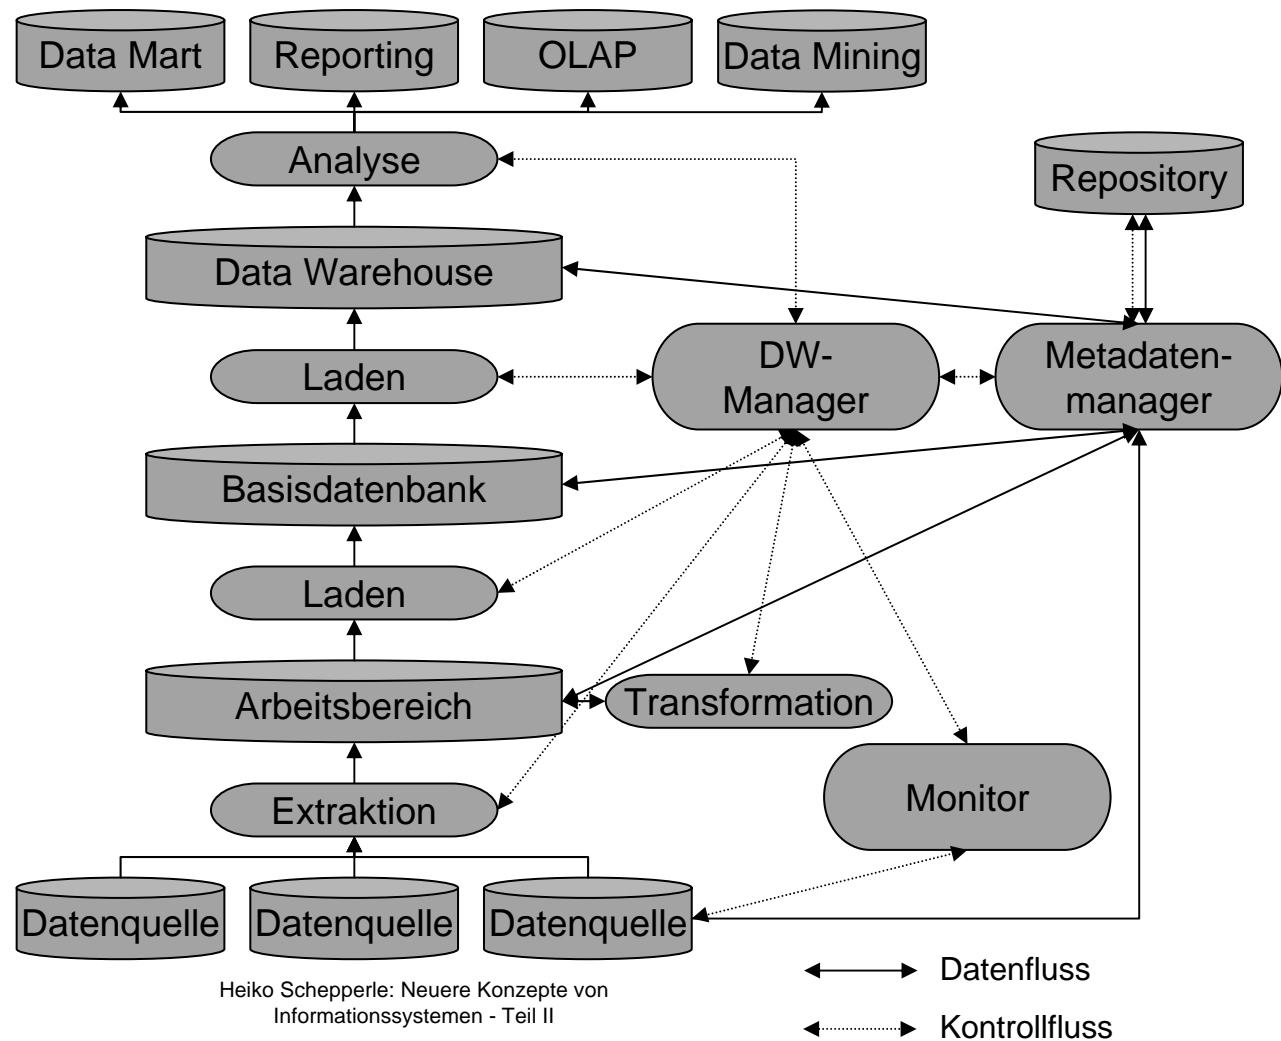 Data Mart
Reporting
OLAP
Data Mining
Analyse
Repository
Data Warehouse
Laden
DW-
Manager
Metadaten-
manager
Basisdatenbank
Laden
Arbeitsbereich
Transformation
Extraktion
Monitor
Datenquelle
Datenquelle
Datenquelle
Datenfluss
Kontrollfluss
Heiko Schepperle: Neuere Konzepte von
Informationssystemen - Teil II